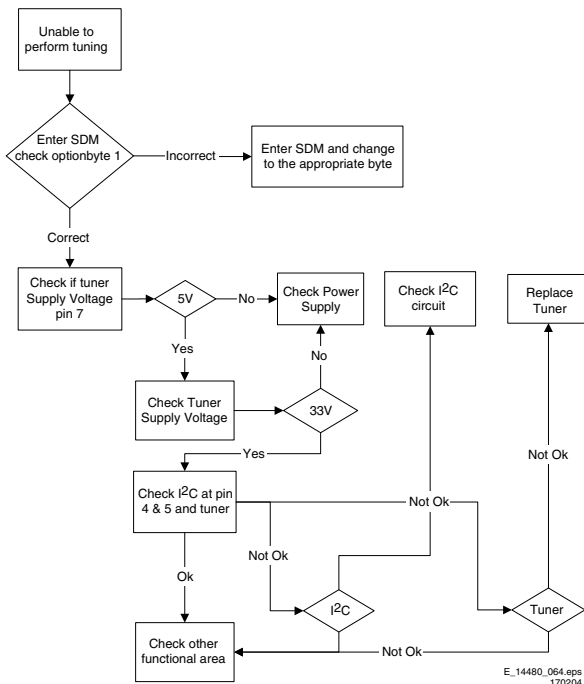 Unable to
perform tuning
Enter SDM
check optionbyte 1
Incorrect
Enter SDM and change
to the appropriate byte
Correct
Check if tuner
Supply Voltage
pin 7
5V
No
Check Power
Supply
Check I²C
circuit
Replace
Tuner
Yes
No
Check Tuner
Supply Voltage
33V
Not Ok
Yes
Check I²C at pin
4 & 5 and tuner
Not Ok
Not Ok
Ok
I²C
Tuner
Check other
functional area
Not Ok
E_14480_064.eps
170204